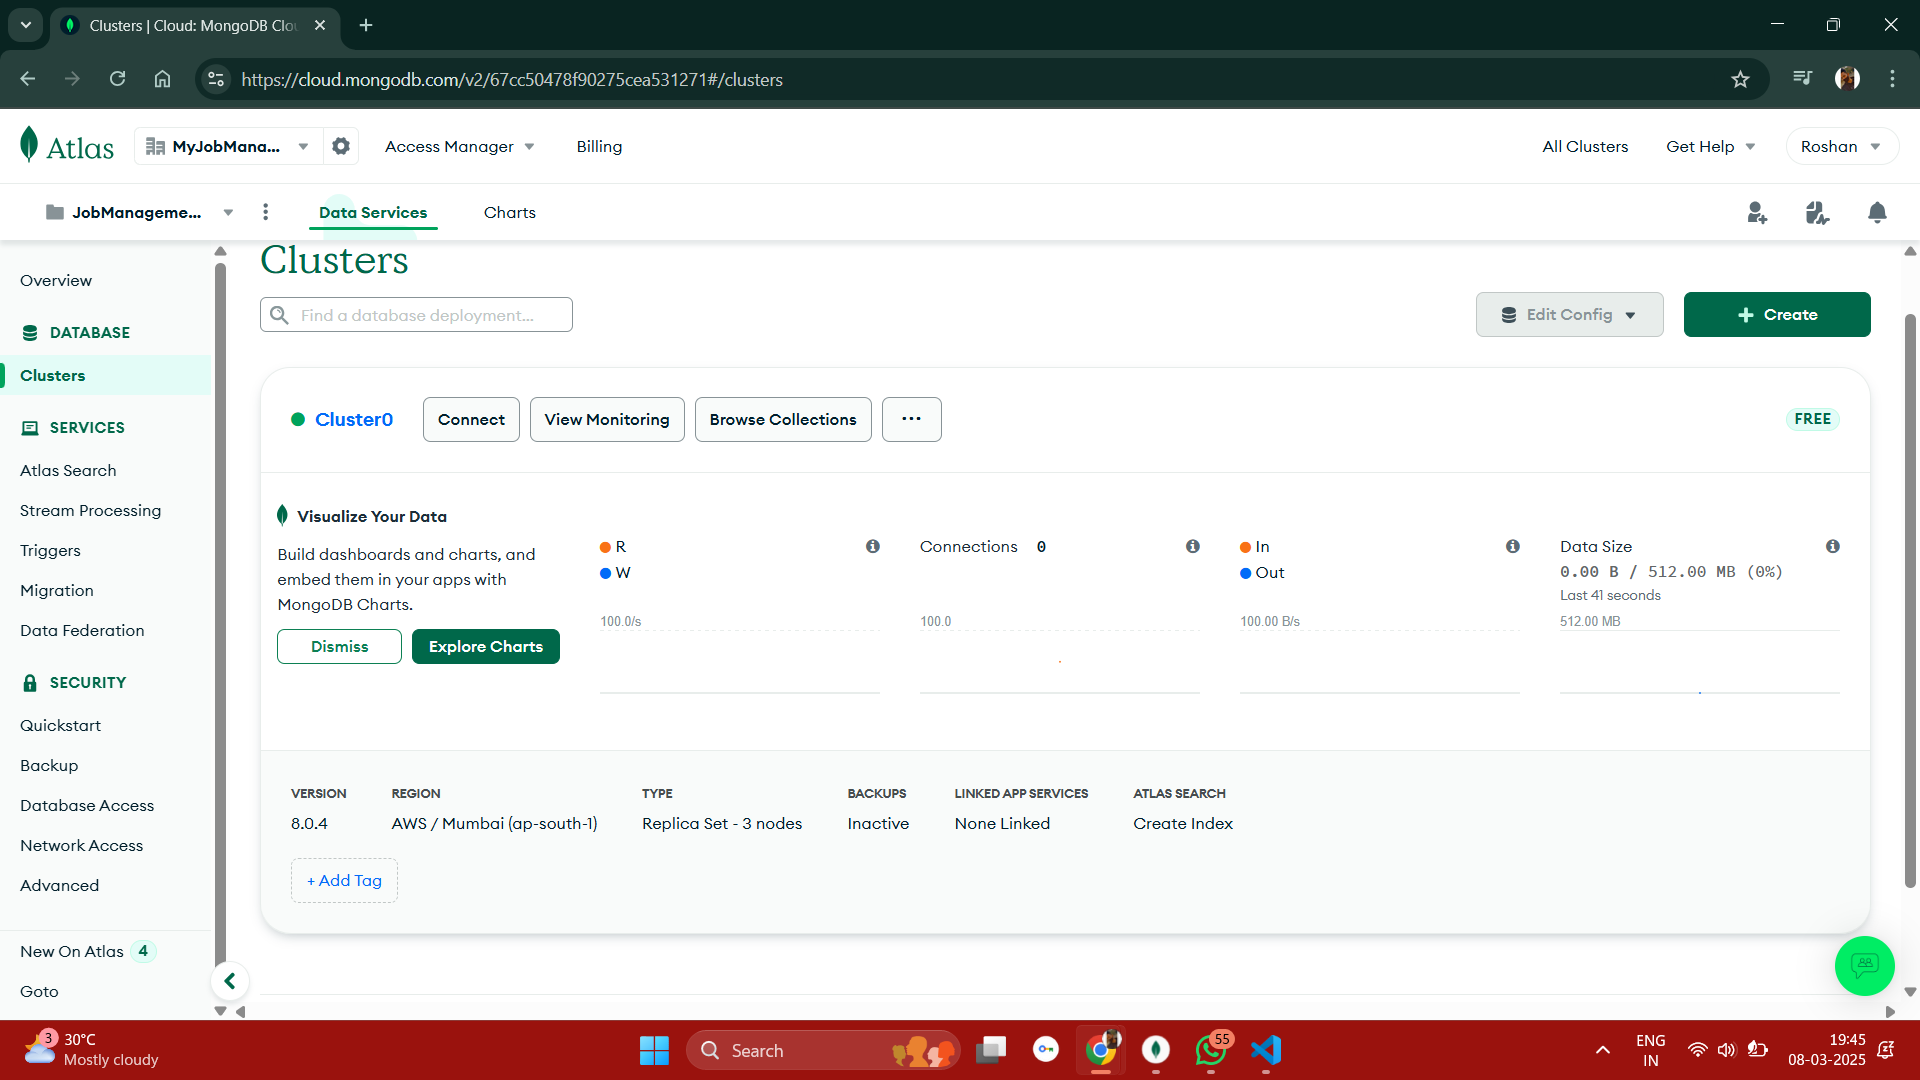 Clusters | Cloud: MongoDB Clo
https://cloud.mongodb.com/v2/67cc50478f90275cea531271#/clusters
Atlas
MyJobMana...
Access Manager
Billing
All Clusters
Get Help
Roshan
JobManageme...
Data Services
Charts
Overview
DATABASE
Clusters
SERVICES
Atlas Search
Stream Processing
Triggers
Migration
Data Federation
SECURITY
Quickstart
Backup
Database Access
Network Access
Advanced
New On Atlas 4
Goto
Clusters
Find a database deployment...
Edit Config
+ Create
Cluster0
Connect
View Monitoring
Browse Collections
...
FREE
Visualize Your Data
Build dashboards and charts, and
embed them in your apps with
MongoDB Charts.
Dismiss
Explore Charts
R
W
100.0/s
Connections 0
100.0
In
Out
100.00 B/s
Data Size
0.00 B / 512.00 MB (0%)
Last 41 seconds
512.00 MB
VERSION
8.0.4
REGION
AWS / Mumbai (ap-south-1)
TYPE
Replica Set - 3 nodes
BACKUPS
Inactive
LINKED APP SERVICES
None Linked
ATLAS SEARCH
Create Index
+ Add Tag
3
30°C
Mostly cloudy
Search
55
ENG
IN
19:45
08-03-2025